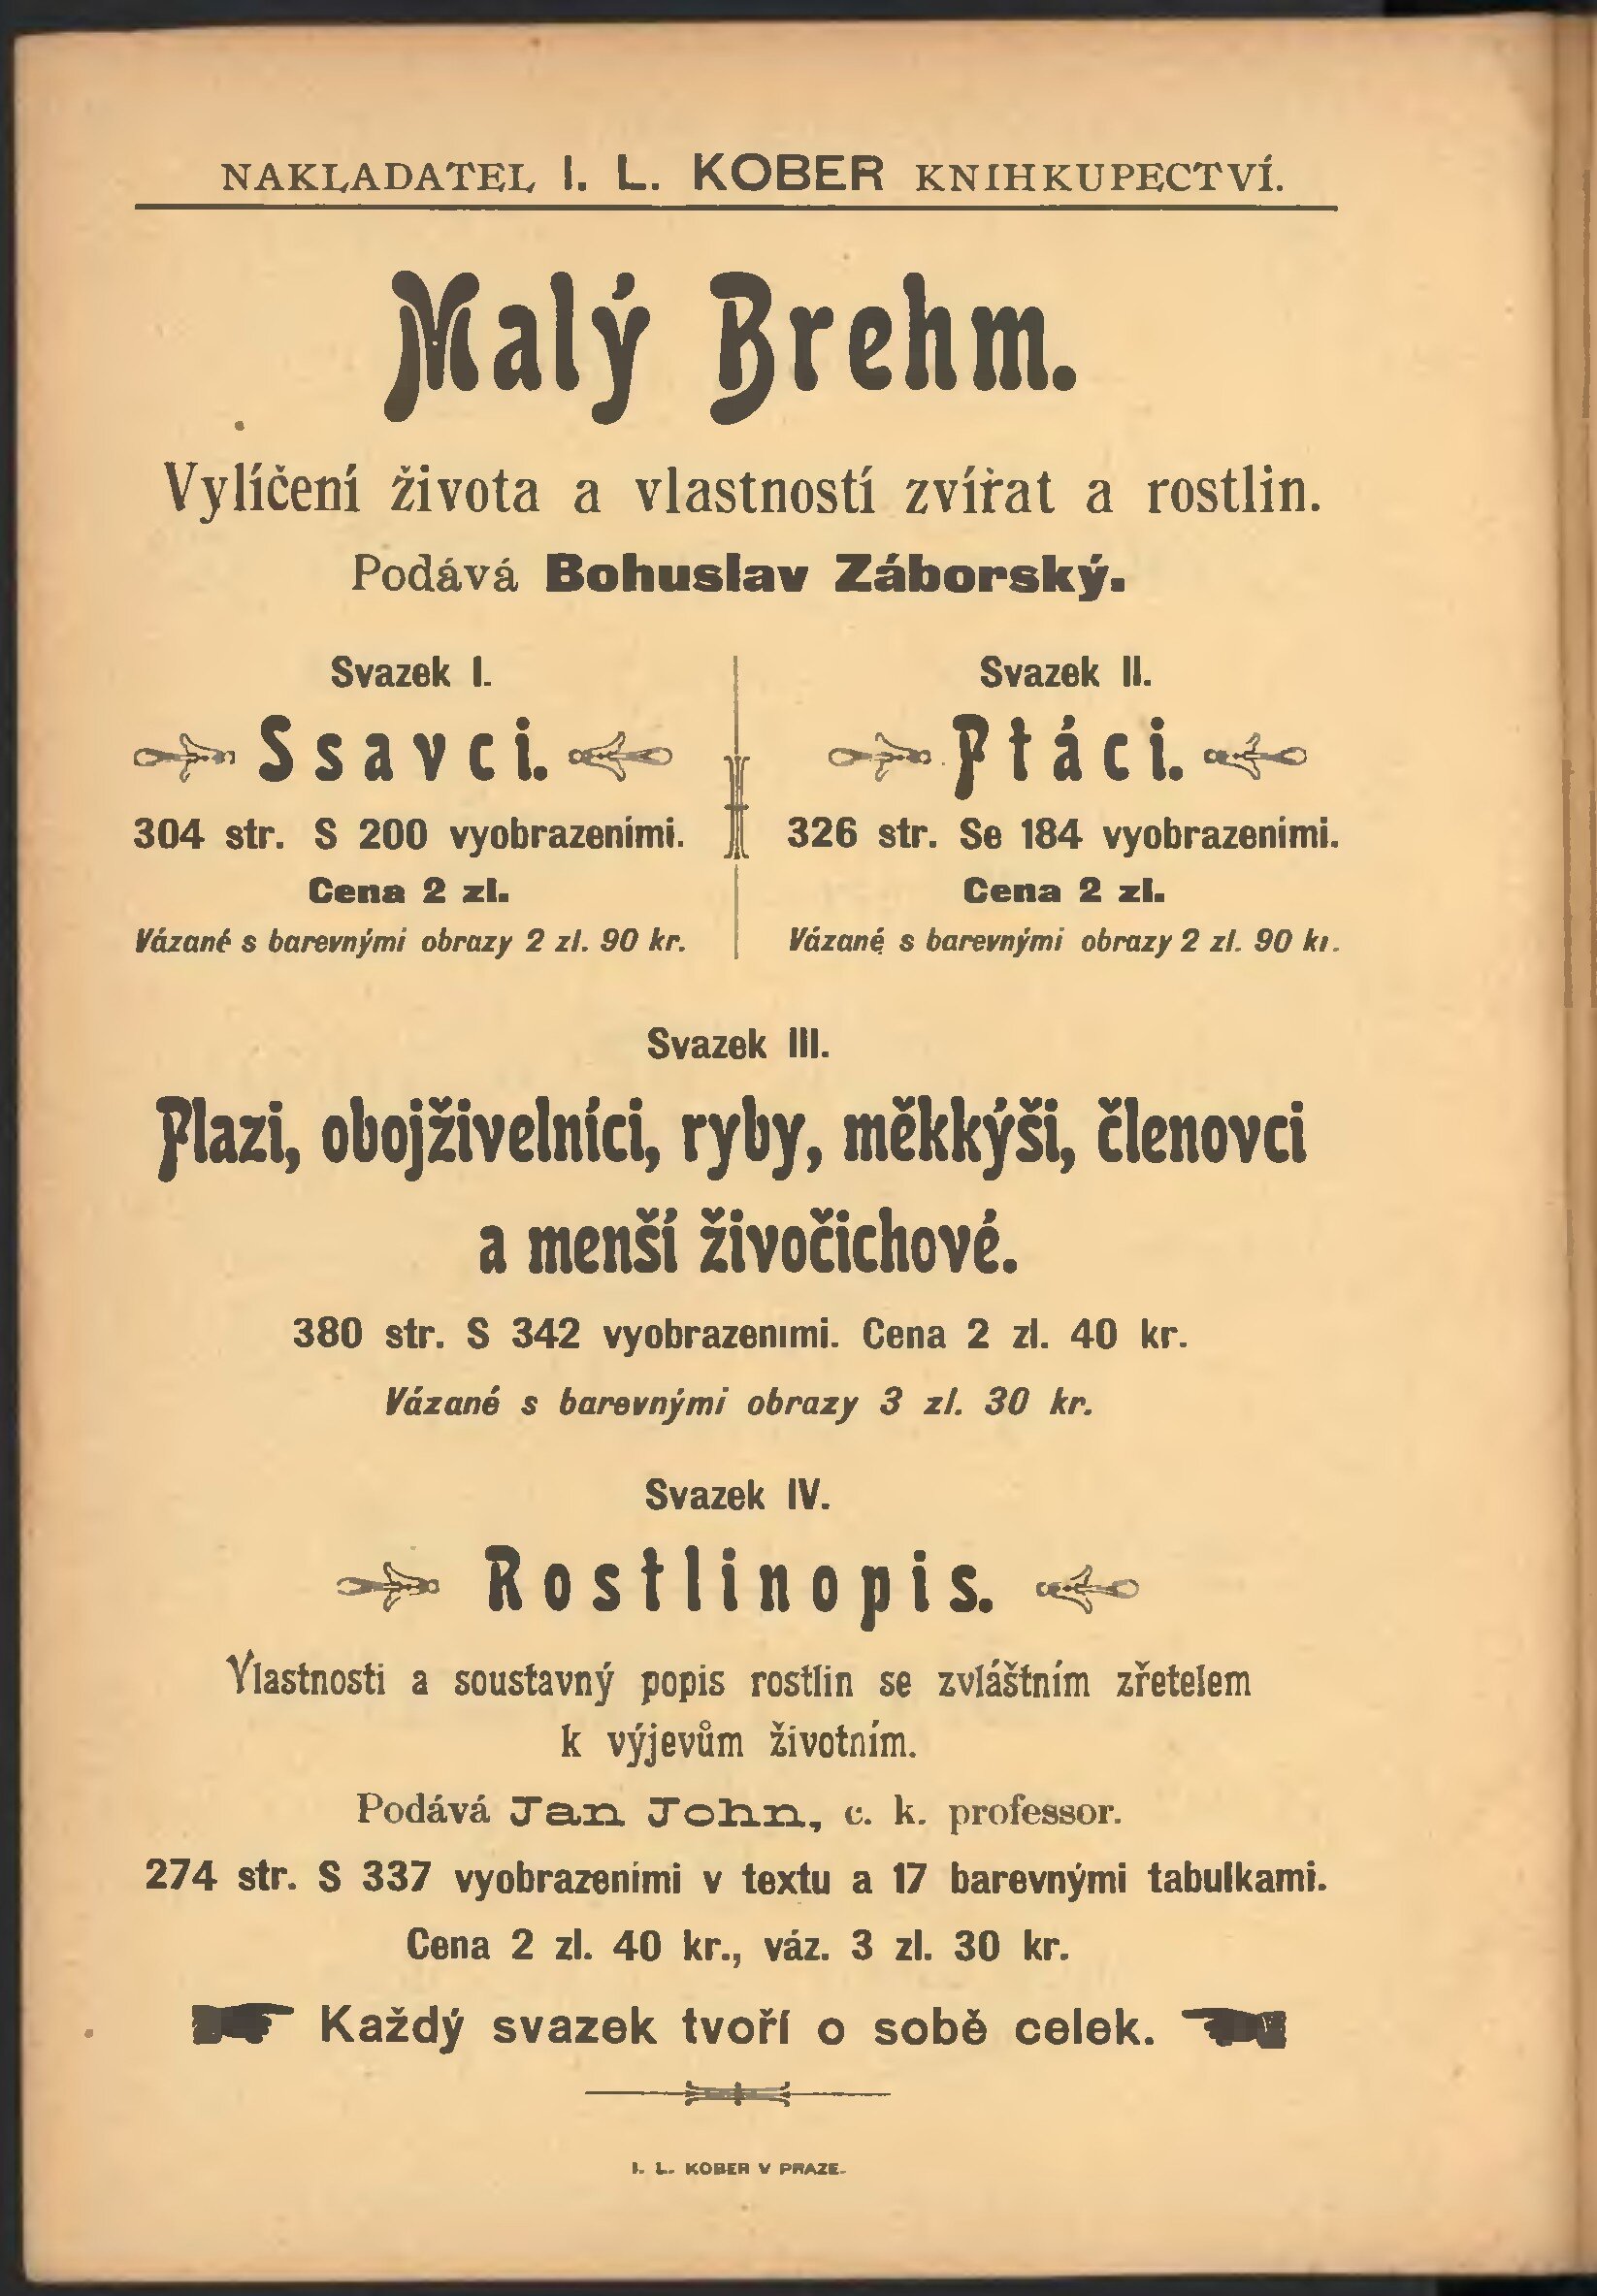 NAKLADATEL I. L. KOBER KNIHKUPECTVÍ.
Malý Brehm.
Vylíčení života a vlastností zvířat a rostlin.
Podává Bohuslav Záborský.
Svazek I.
Ssavci.
304 str. S 200 vyobrazeními.
Cena 2 zl.
Vázané s barevnými obrazy 2 zl. 90 kr.
Svazek II.
Ptáci.
326 str. Se 184 vyobrazeními.
Cena 2 zl.
Vázané s barevnými obrazy 2 zl. 90 kr.
Svazek III.
Plazi, obojživelníci, ryby, měkkýši, členovci
a menší živočichové.
380 str. S 342 vyobrazeními. Cena 2 zl. 40 kr.
Vázané s barevnými obrazy 3 zl. 30 kr.
Svazek IV.
Rostlinopis.
Vlastnosti a soustavný popis rostlin se zvláštním zřetelem
k výjevům životním.
Podává Jan John, c. k. professor.
274 str. S 337 vyobrazeními v textu a 17 barevnými tabulkami.
Cena 2 zl. 40 kr., váz. 3 zl. 30 kr.
Každý svazek tvoří o sobě celek.
I. L. KOBER V PRAZE.